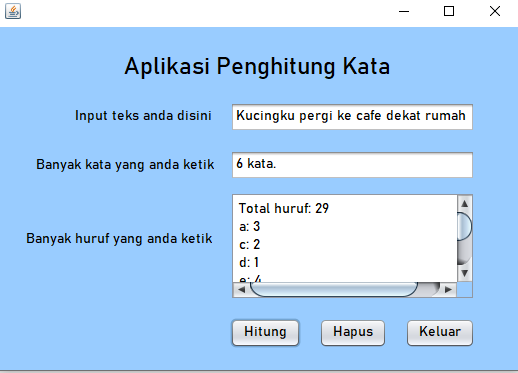 Aplikasi Penghitung Kata
Input teks anda disini
Kucingku pergi ke cafe dekat rumah
Banyak kata yang anda ketik
6 kata.
Banyak huruf yang anda ketik
Total huruf: 29
a: 3
c: 2
d: 1
e: 4
Hitung
Hapus
Keluar